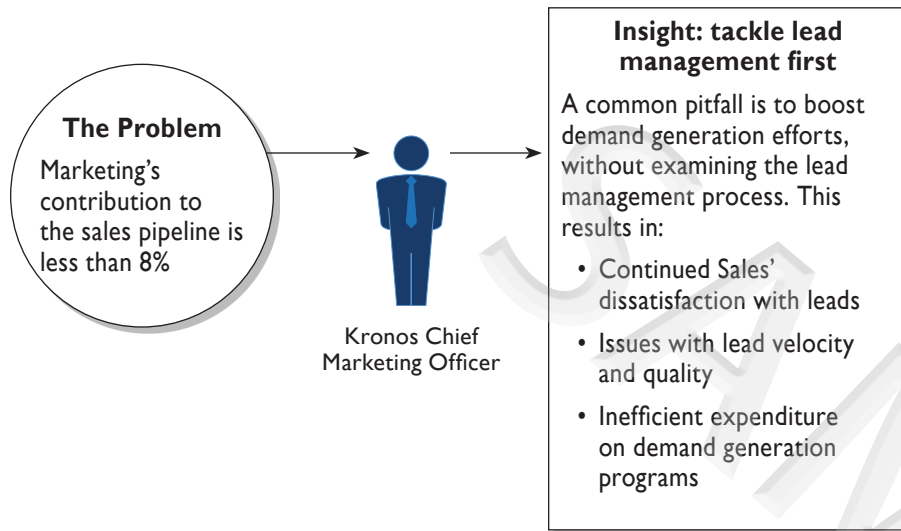 The Problem
Marketing's
contribution to
the sales pipeline is
less than 8%
Kronos Chief
Marketing Officer
Insight: tackle lead
management first
A common pitfall is to boost
demand generation efforts,
without examining the lead
management process. This
results in:
• Continued Sales'
dissatisfaction with leads
• Issues with lead velocity
and quality
• Inefficient expenditure
on demand generation
programs